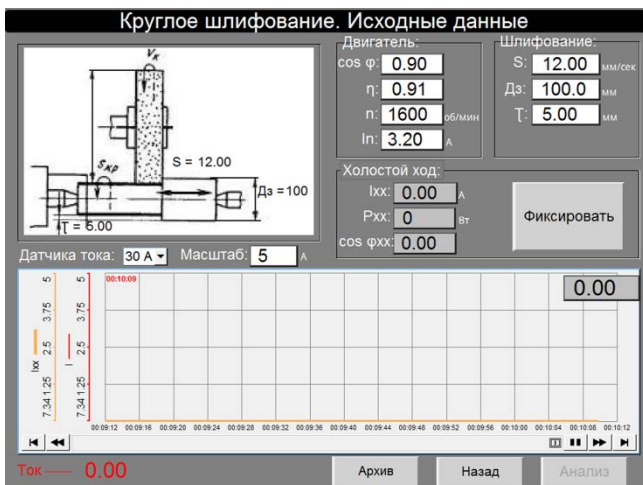 Круглое шлифование. Исходные данные
Двигатель:
cos φ: 0.90
η: 0.91
n: 1600 об/мин
In: 3.20 A
Шлифование:
S: 12.00 мм/сек
Дз: 100.0 мм
Ʈ: 5.00 мм
Vк
Sкр
S = 12.00
Дз =100
Ʈ = 5.00
Холостой ход:
Ixx: 0.00 A
Pxx: 0 Вт
cos φxx: 0.00
Фиксировать
Датчика тока: 30 A Масштаб: 5 A
Ixx
7.34 1.25 2.5 3.75 5
I
7.34 1.25 2.5 3.75 5
00:10:09
0.00
00:09:12 00:09:16 00:09:20 00:09:24 00:09:28 00:09:32 00:09:36 00:09:40 00:09:44 00:09:48 00:09:52 00:09:56 00:10:00 00:10:04 00:10:08 00:10:12
Ток 0.00
Архив
Назад
Анализ